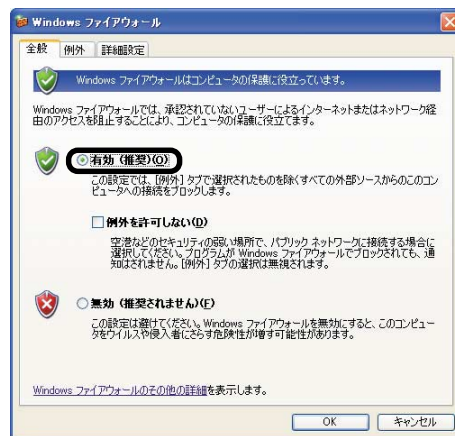 Windows ファイアウォール
全般 例外 詳細設定
Windows ファイアウォールはコンピュータの保護に役立っています。
Windows ファイアウォールでは、承認されていないユーザーによるインターネットまたはネットワーク経
由のアクセスを阻止することにより、コンピュータの保護に役立てます。
有効 (推奨)(O)
この設定では、[例外] タブで選択されたものを除くすべての外部ソースからのこのコン
ピュータへの接続をブロックします。
例外を許可しない(D)
空港などのセキュリティの弱い場所で、パブリック ネットワークに接続する場合に
選択してください。プログラムが Windows ファイアウォールでブロックされても、通
知はされません。[例外] タブの選択は無視されます。
無効 (推奨されません)(F)
この設定は避けてください。Windows ファイアウォールを無効にすると、このコンピュー
タをウイルスや侵入者にさらす危険性が増す可能性があります。
Windows ファイアウォールのその他の詳細を表示します。
OK キャンセル